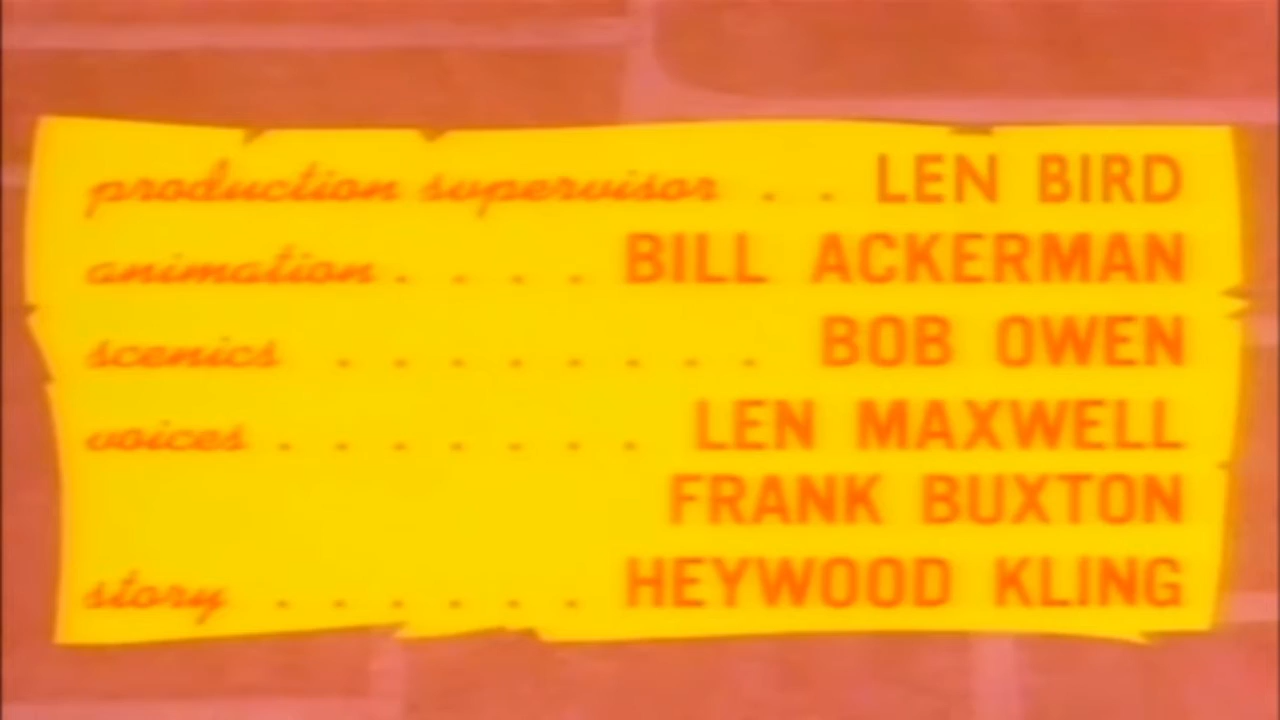 production supervisor . . LEN BIRD
animation . . . . BILL ACKERMAN
scenics . . . . . . . . BOB OWEN
voices . . . . . . . LEN MAXWELL
FRANK BUXTON
story . . . . . . HEYWOOD KLING